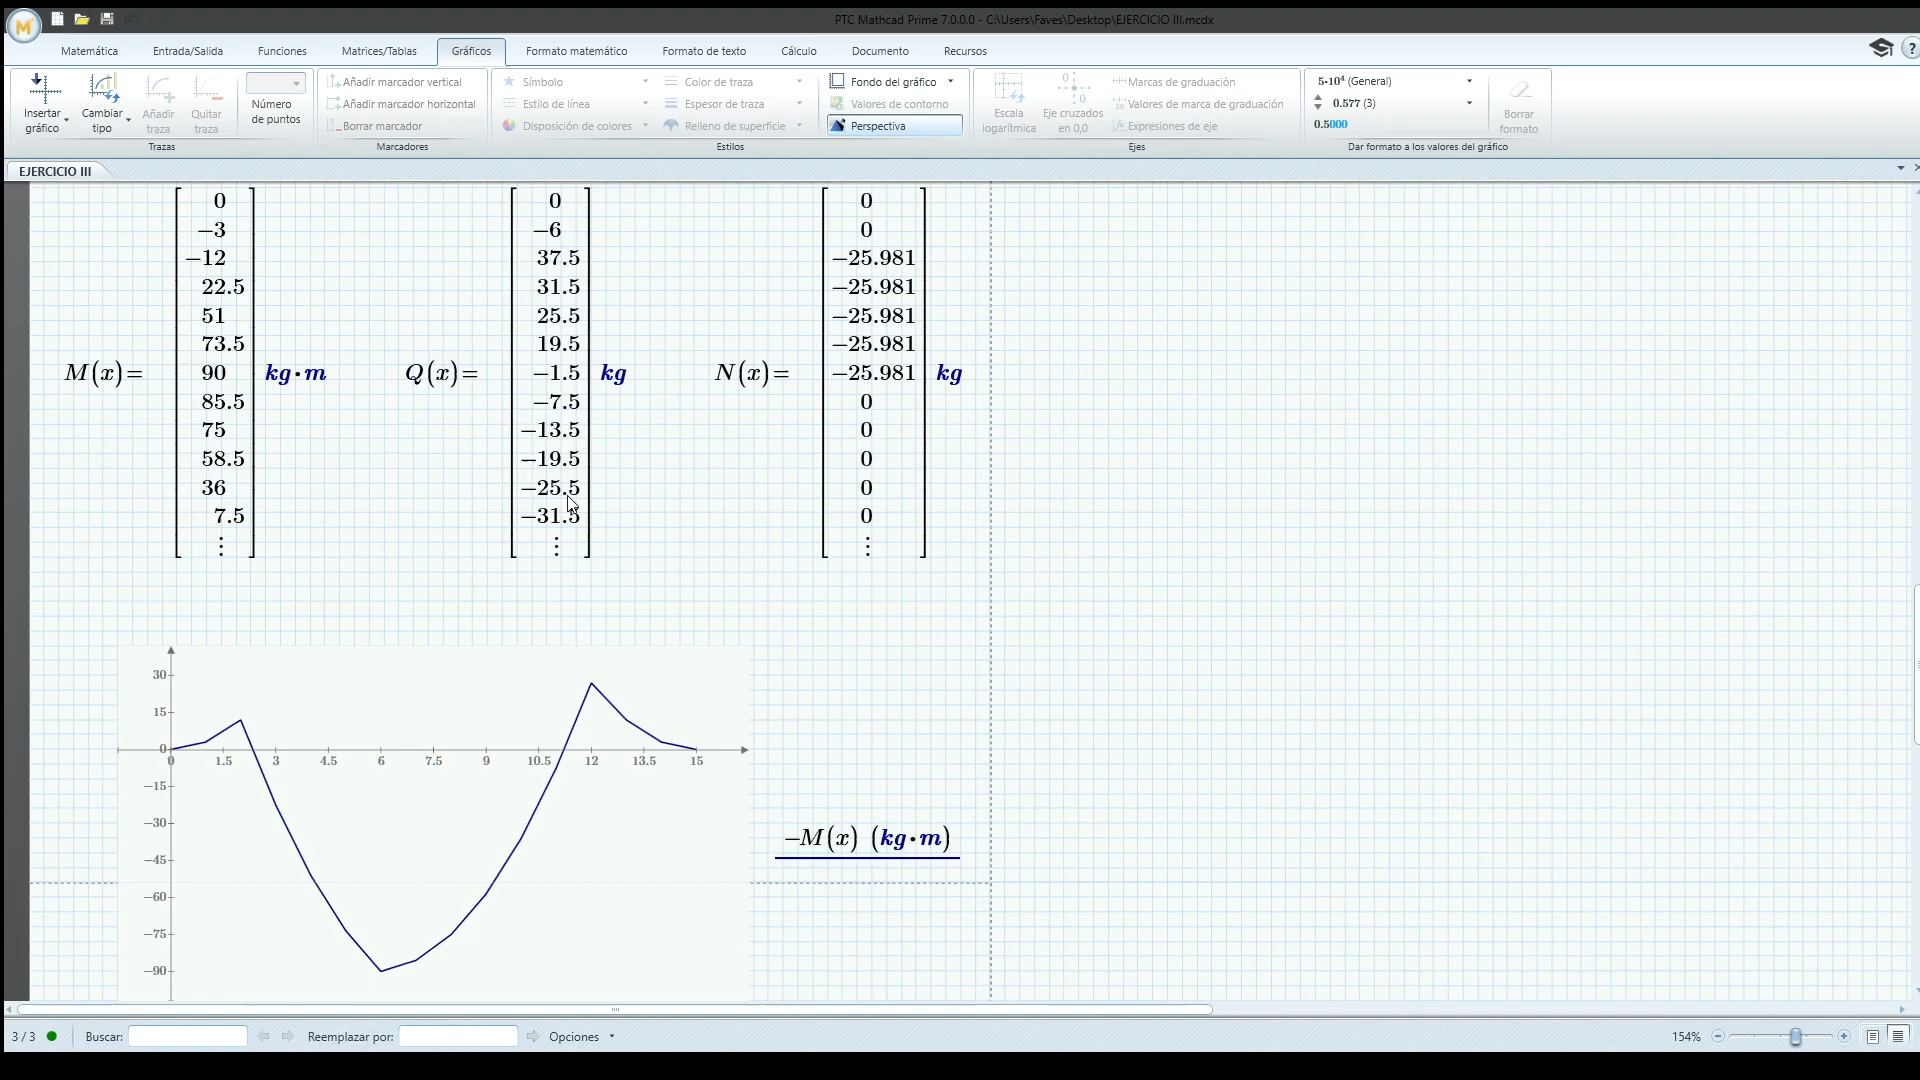 PTC Mathcad Prime 7.0.0.0 - C:\Users\Faves\Desktop\EJERCICIO III.mcdx
Matemática Entrada/Salida Funciones Matrices/Tablas Gráficos Formato matemático Formato de texto Cálculo Documento Recursos
Insertar gráfico
Cambiar tipo
Añadir traza
Quitar traza
Número de puntos
Trazas
Añadir marcador vertical
Añadir marcador horizontal
Borrar marcador
Marcadores
Símbolo
Estilo de línea
Disposición de colores
Color de traza
Espesor de traza
Relleno de superficie
Fondo del gráfico
Valores de contorno
Perspectiva
Estilos
Escala logarítmica
Eje cruzados en 0,0
Marcas de graduación
Valores de marca de graduación
Expresiones de eje
Ejes
5•10⁴ (General)
0.577 (3)
0.5000
Borrar formato
Dar formato a los valores del gráfico
EJERCICIO III
M(x)=
0
−3
−12
22.5
51
73.5
90
85.5
75
58.5
36
7.5
⋮
kg•m
Q(x)=
0
−6
37.5
31.5
25.5
19.5
−1.5
−7.5
−13.5
−19.5
−25.5
−31.5
⋮
kg
N(x)=
0
0
−25.981
−25.981
−25.981
−25.981
−25.981
0
0
0
0
0
⋮
kg
30
15
0
−15
−30
−45
−60
−75
−90
0 1.5 3 4.5 6 7.5 9 10.5 12 13.5 15
−M(x) (kg•m)
3 / 3 Buscar: Reemplazar por: Opciones 154%